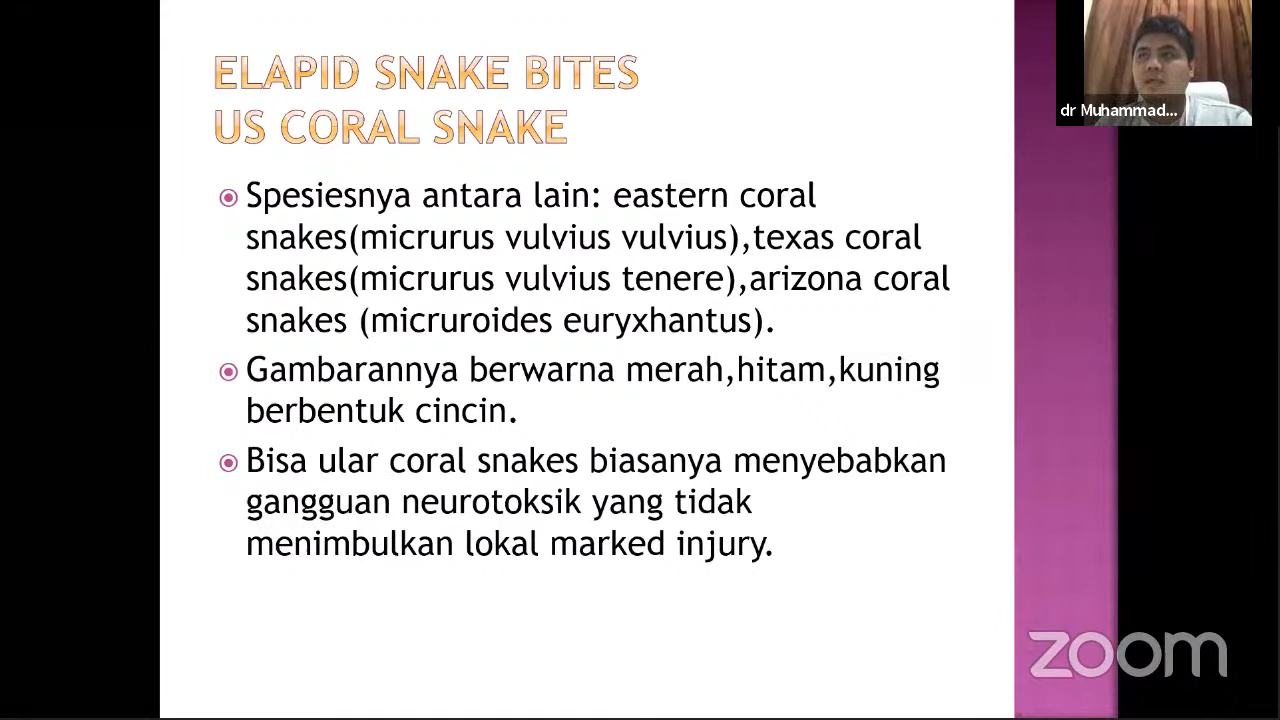 ELAPID SNAKE BITES
US CORAL SNAKE
Spesiesnya antara lain: eastern coral
snakes(micrurus vulvius vulvius),texas coral
snakes(micrurus vulvius tenere),arizona coral
snakes (micruroides euryxhantus).
Gambarannya berwarna merah,hitam,kuning
berbentuk cincin.
Bisa ular coral snakes biasanya menyebabkan
gangguan neurotoksik yang tidak
menimbulkan lokal marked injury.
dr Muhammad...
zoom